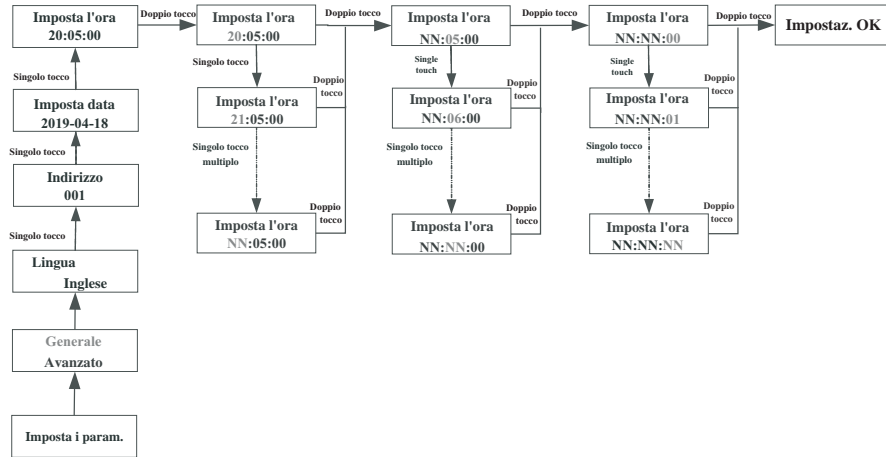 Imposta l'ora
20:05:00
Doppio tocco
Imposta l'ora
20:05:00
Doppio tocco
Imposta l'ora
NN:05:00
Doppio tocco
Imposta l'ora
NN:NN:00
Doppio tocco
Impostaz. OK
Singolo tocco
Singolo tocco
Doppio
tocco
Single
touch
Doppio
tocco
Single
touch
Doppio
tocco
Imposta data
2019-04-18
Imposta l'ora
21:05:00
Imposta l'ora
NN:06:00
Imposta l'ora
NN:NN:01
Singolo tocco
Singolo tocco
multiplo
Singolo tocco
multiplo
Singolo tocco
multiplo
Indirizzo
001
Doppio
tocco
Doppio
tocco
Doppio
tocco
Imposta l'ora
NN:05:00
Imposta l'ora
NN:NN:00
Imposta l'ora
NN:NN:NN
Singolo tocco
Lingua
Inglese
Generale
Avanzato
Imposta i param.